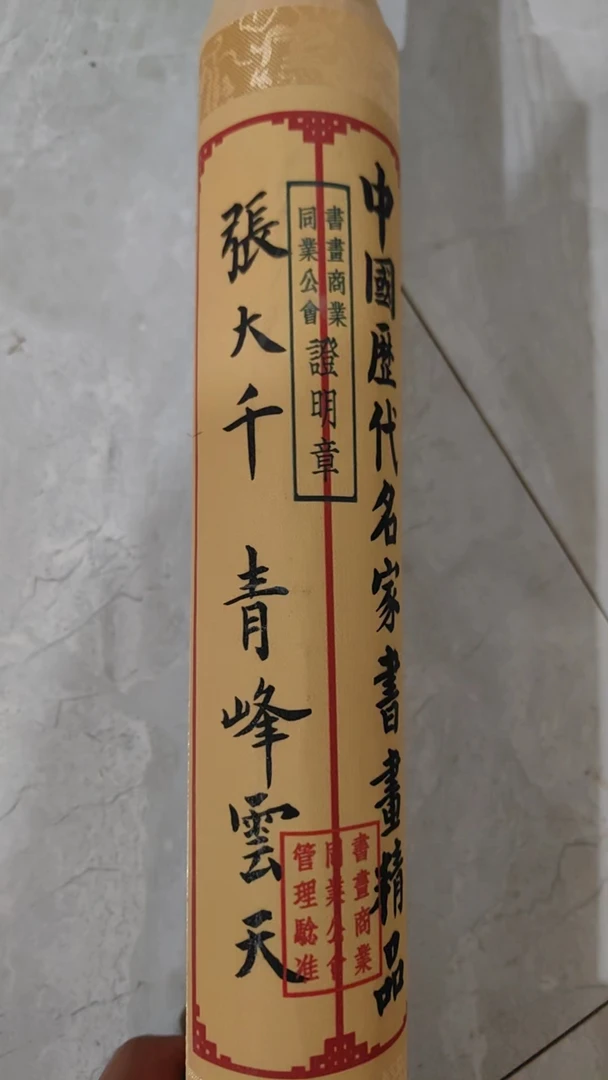 中國歷代名家書畫精品
書畫商業
同業公會
證明章
張大千 青峰雲天
書畫商業
同業公會
管理驗准